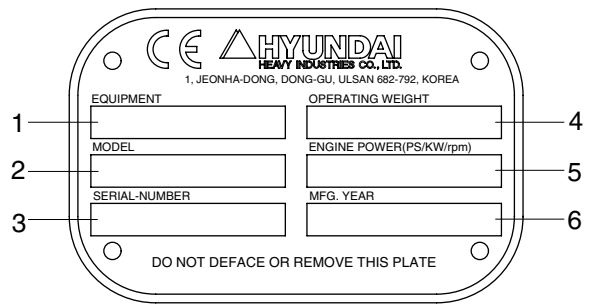 CE HYUNDAI
HEAVY INDUSTRIES CO., LTD.
1, JEONHA-DONG, DONG-GU, ULSAN 682-792, KOREA
EQUIPMENT OPERATING WEIGHT
1 4
MODEL ENGINE POWER(PS/KW/rpm)
2 5
SERIAL-NUMBER MFG. YEAR
3 6
DO NOT DEFACE OR REMOVE THIS PLATE